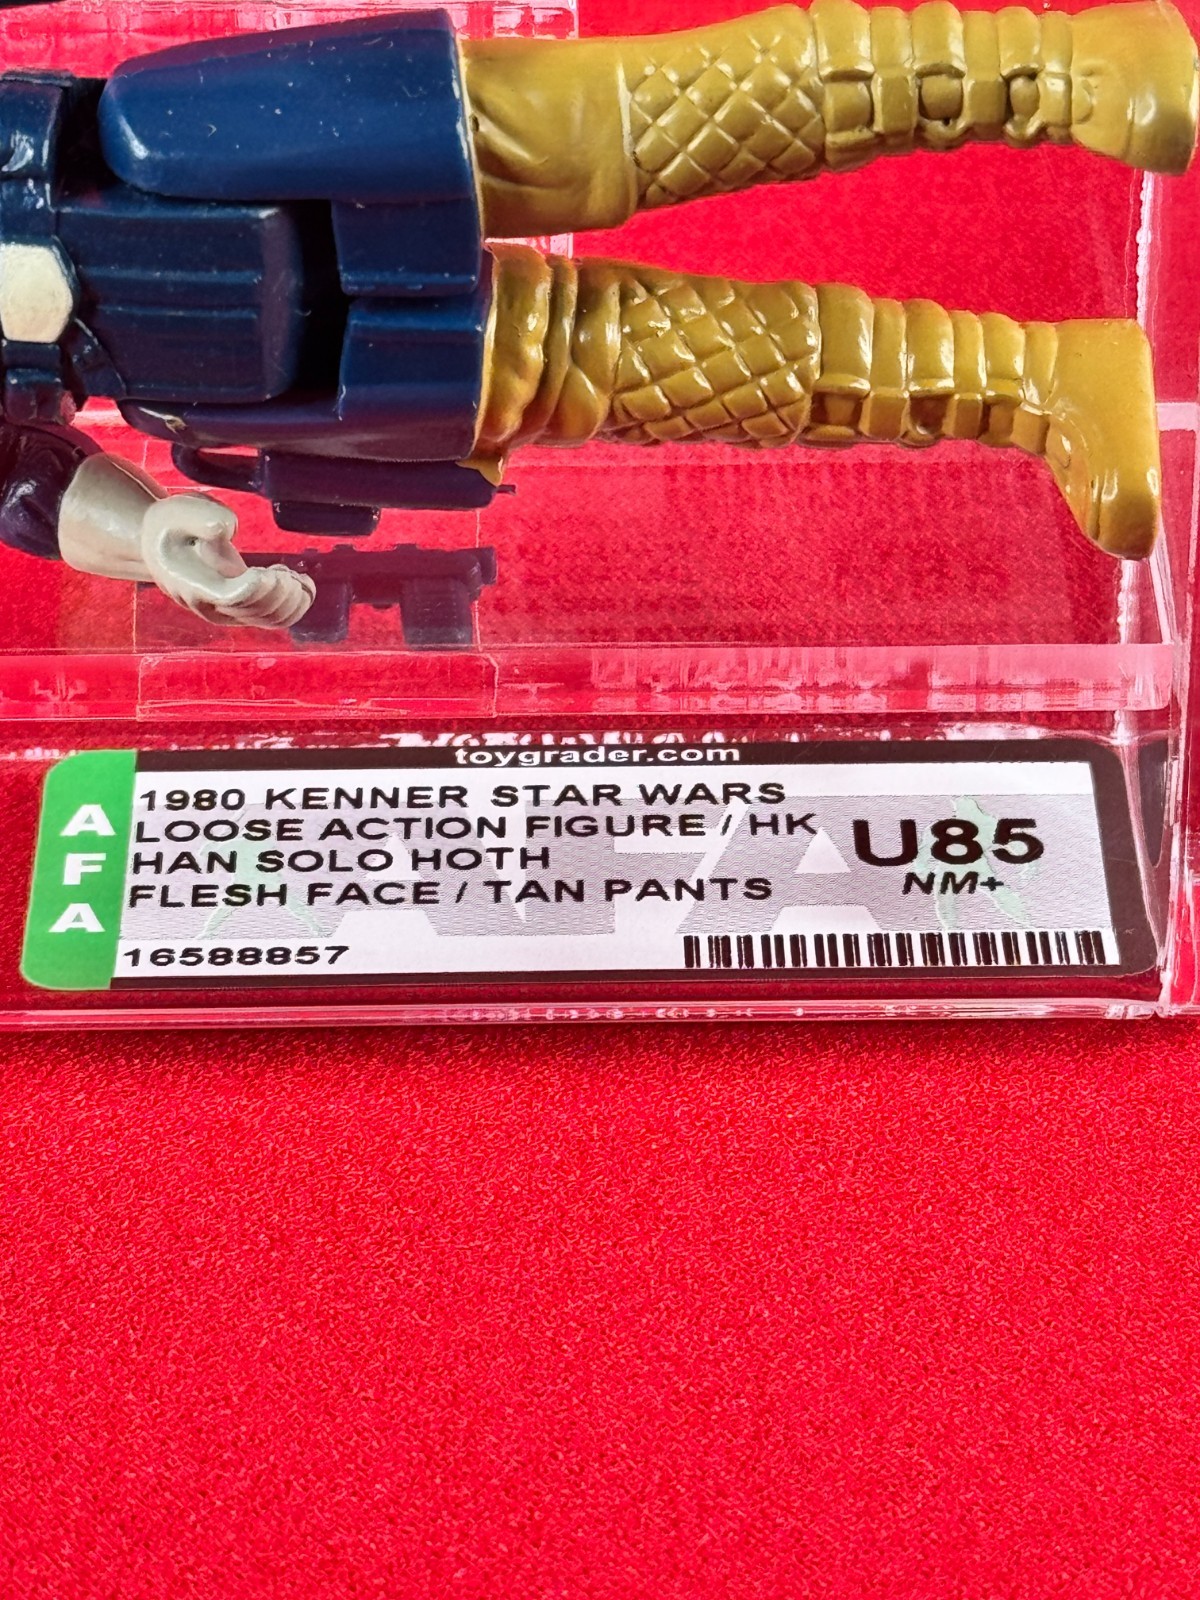 toygrader.com
AFA
1980 KENNER STAR WARS
LOOSE ACTION FIGURE / HK
HAN SOLO HOTH
FLESH FACE / TAN PANTS
U85
NM+
16588857